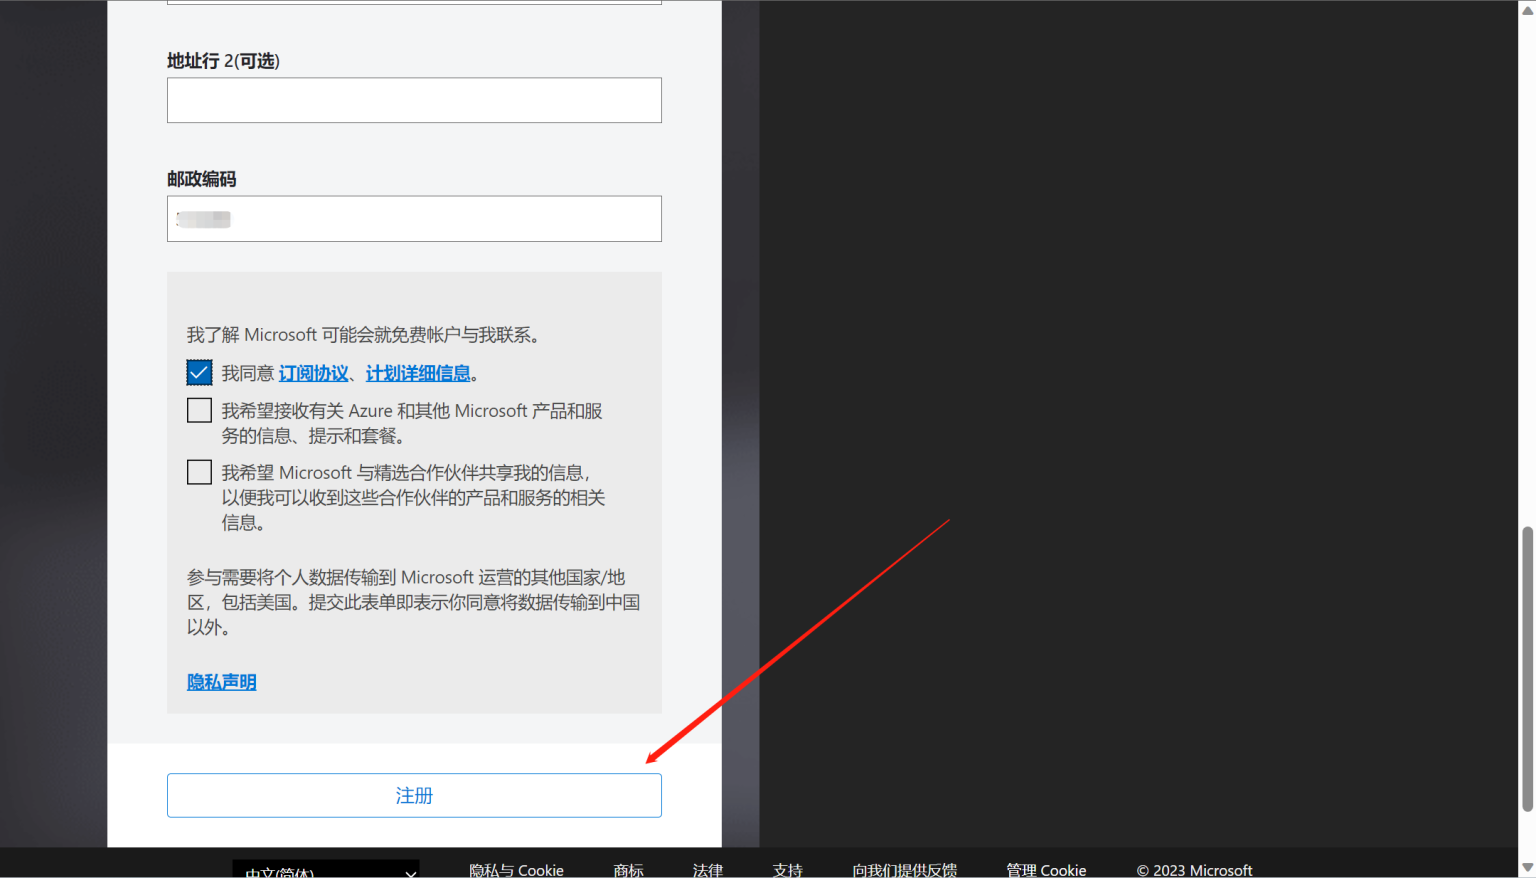 地址行 2(可选)
邮政编码
我了解 Microsoft 可能会就免费帐户与我联系。
我同意 订阅协议、计划详细信息。
我希望接收有关 Azure 和其他 Microsoft 产品和服
务的信息、提示和套餐。
我希望 Microsoft 与精选合作伙伴共享我的信息,
以便我可以收到这些合作伙伴的产品和服务的相关
信息。
参与需要将个人数据传输到 Microsoft 运营的其他国家/地
区，包括美国。提交此表单即表示你同意将数据传输到中国
以外。
隐私声明
注册
中文(简体) 隐私与 Cookie 商标 法律 支持 向我们提供反馈 管理 Cookie © 2023 Microsoft